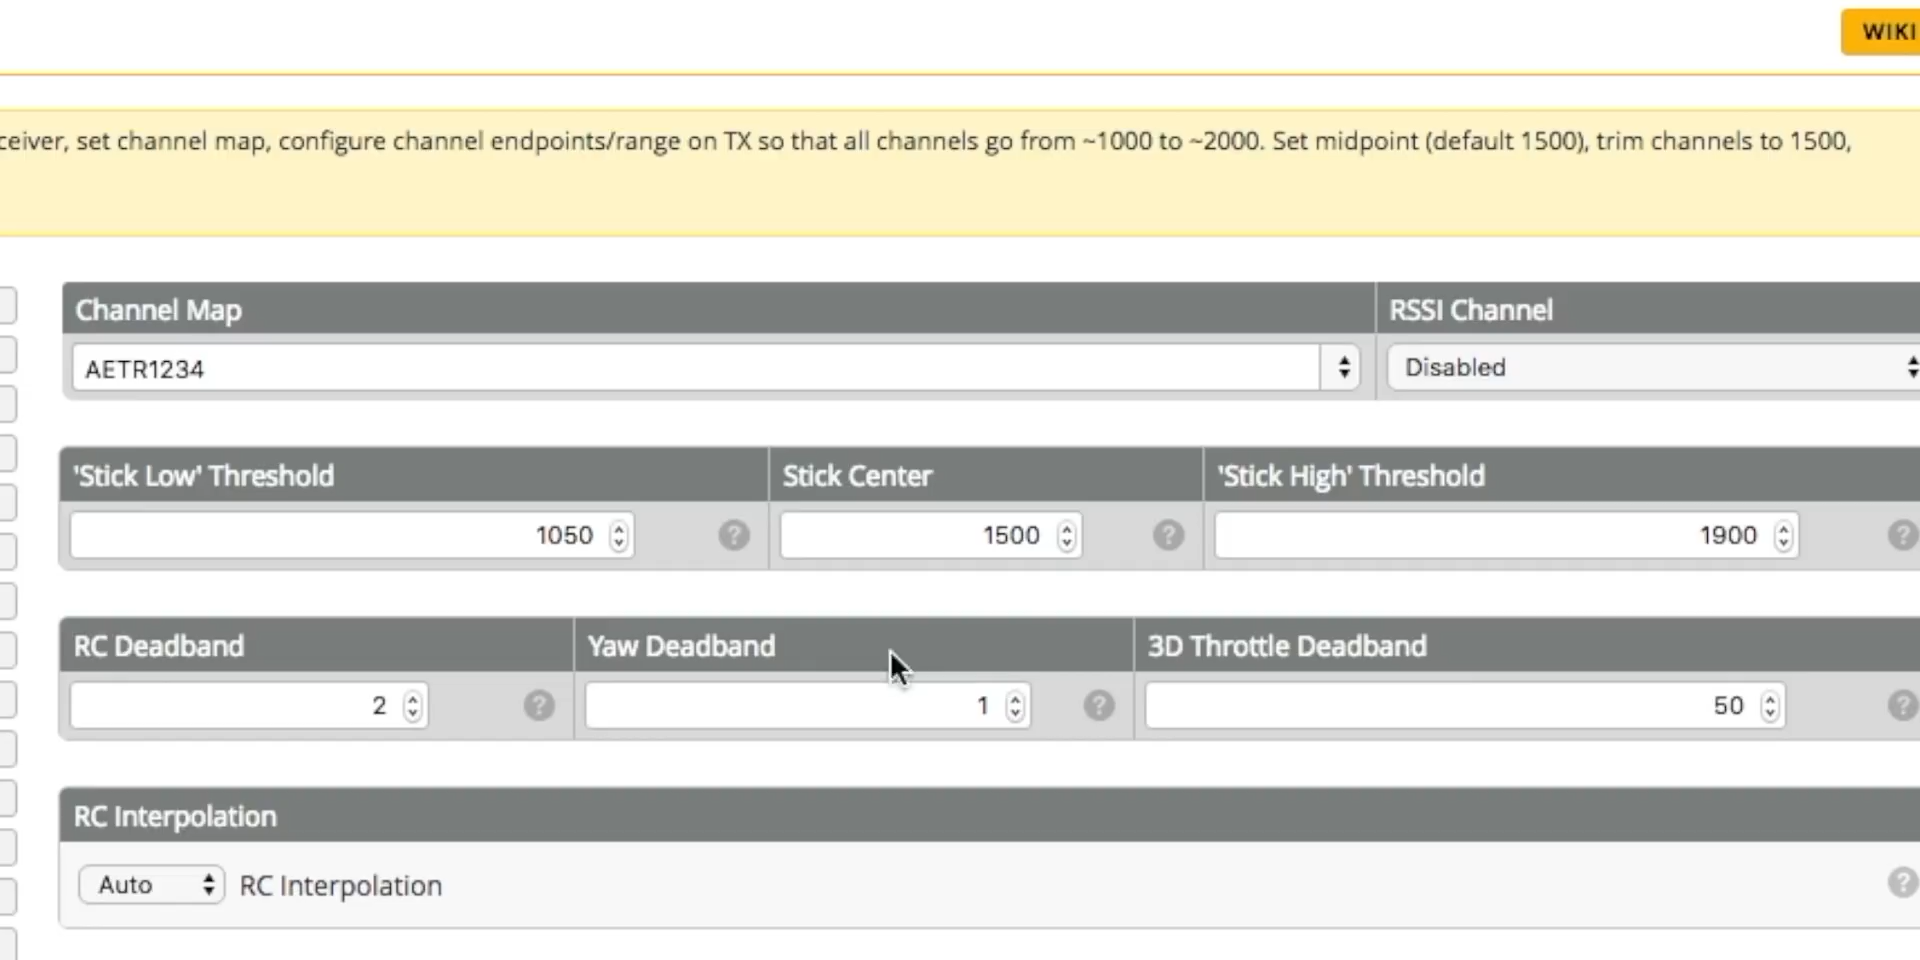 WIKI
set channel map, configure channel endpoints/range on TX so that all channels go from ~1000 to ~2000. Set midpoint (default 1500), trim channels to 1500,
Channel Map
RSSI Channel
AETR1234
Disabled
'Stick Low' Threshold
Stick Center
'Stick High' Threshold
1050
?
1500
?
1900
?
RC Deadband
Yaw Deadband
3D Throttle Deadband
2
?
1
?
50
?
RC Interpolation
Auto
RC Interpolation
?